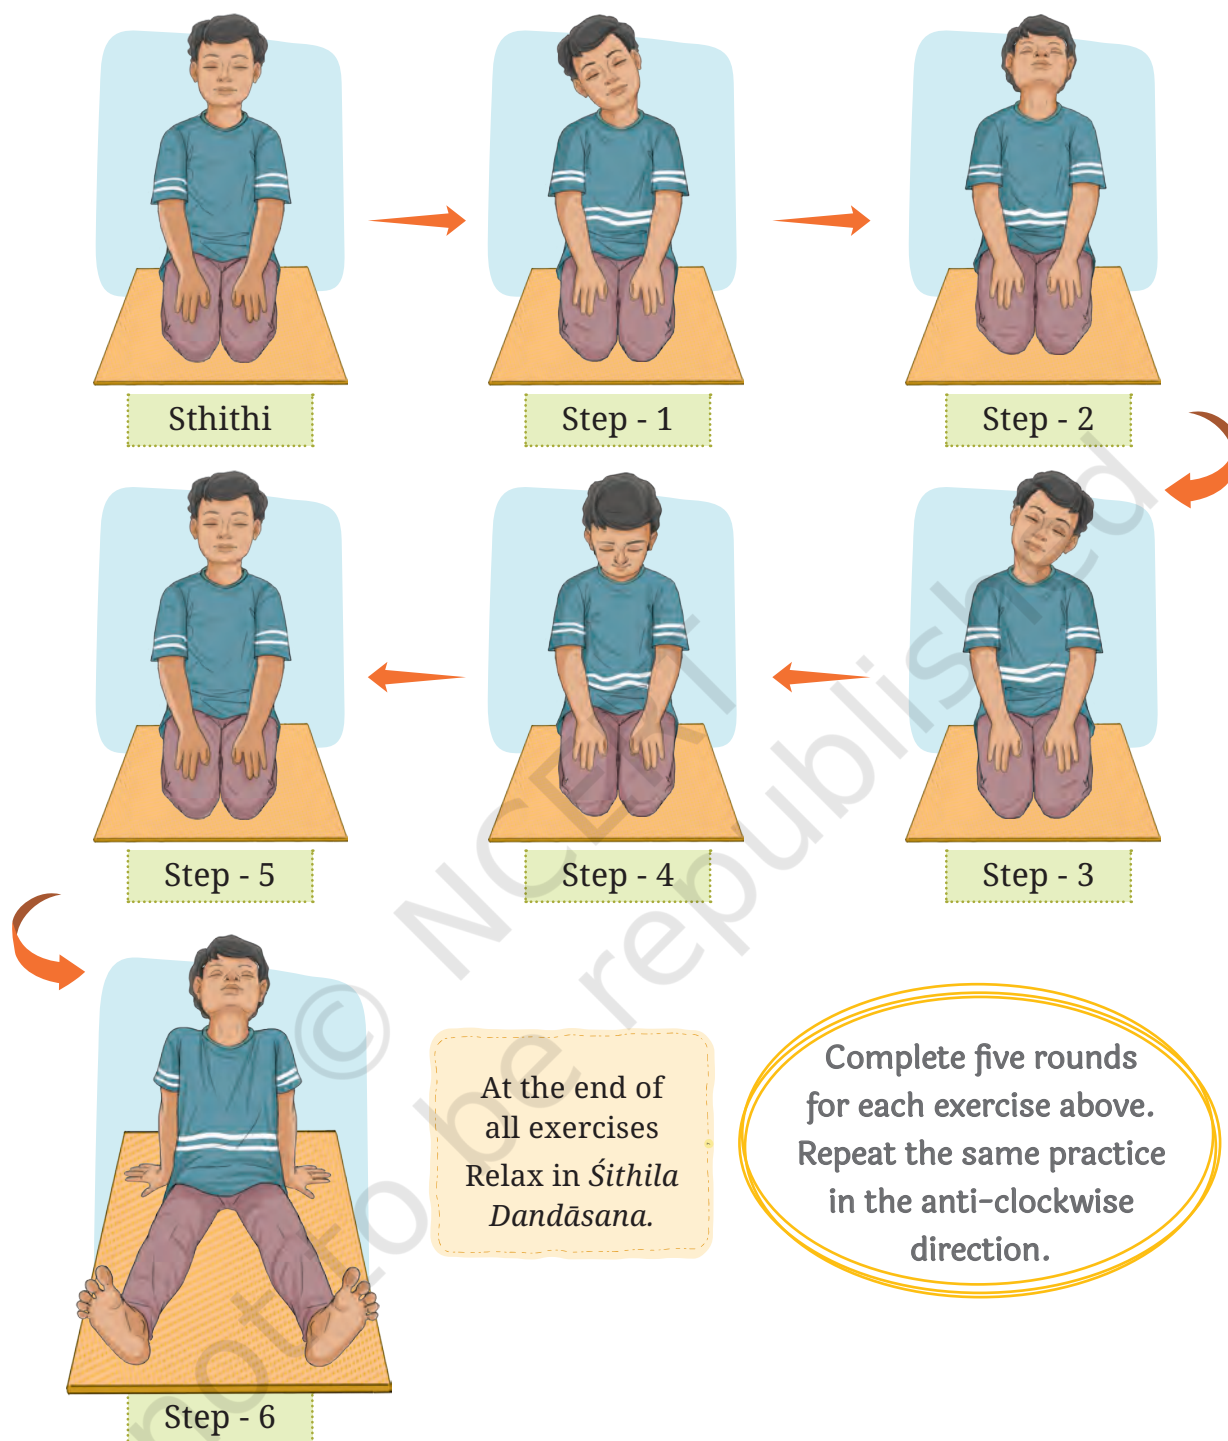 Sthithi
Step - 1
Step - 2
Step - 5
Step - 4
Step - 3
At the end of
all exercises
Relax in Śithila
Dandāsana.
Complete five rounds
for each exercise above.
Repeat the same practice
in the anti-clockwise
direction.
Step - 6
© NCERT
not to be republished